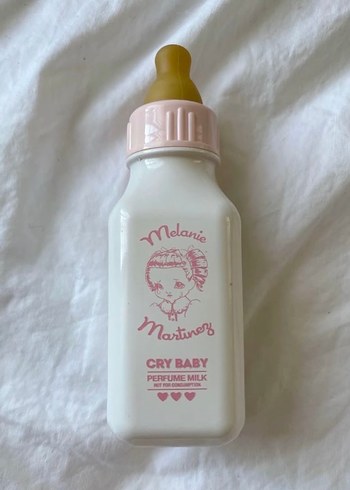 Melanie
Martinez
CRY BABY
PERFUME MILK
NOT FOR CONSUMPTION